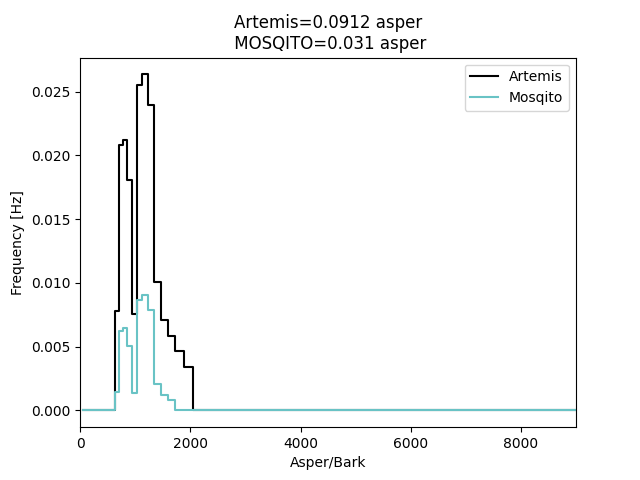 Artemis=0.0912 asper
MOSQITO=0.031 asper
Artemis
Mosqito
Frequency [Hz]
0.025
0.020
0.015
0.010
0.005
0.000
0 2000 4000 6000 8000
Asper/Bark